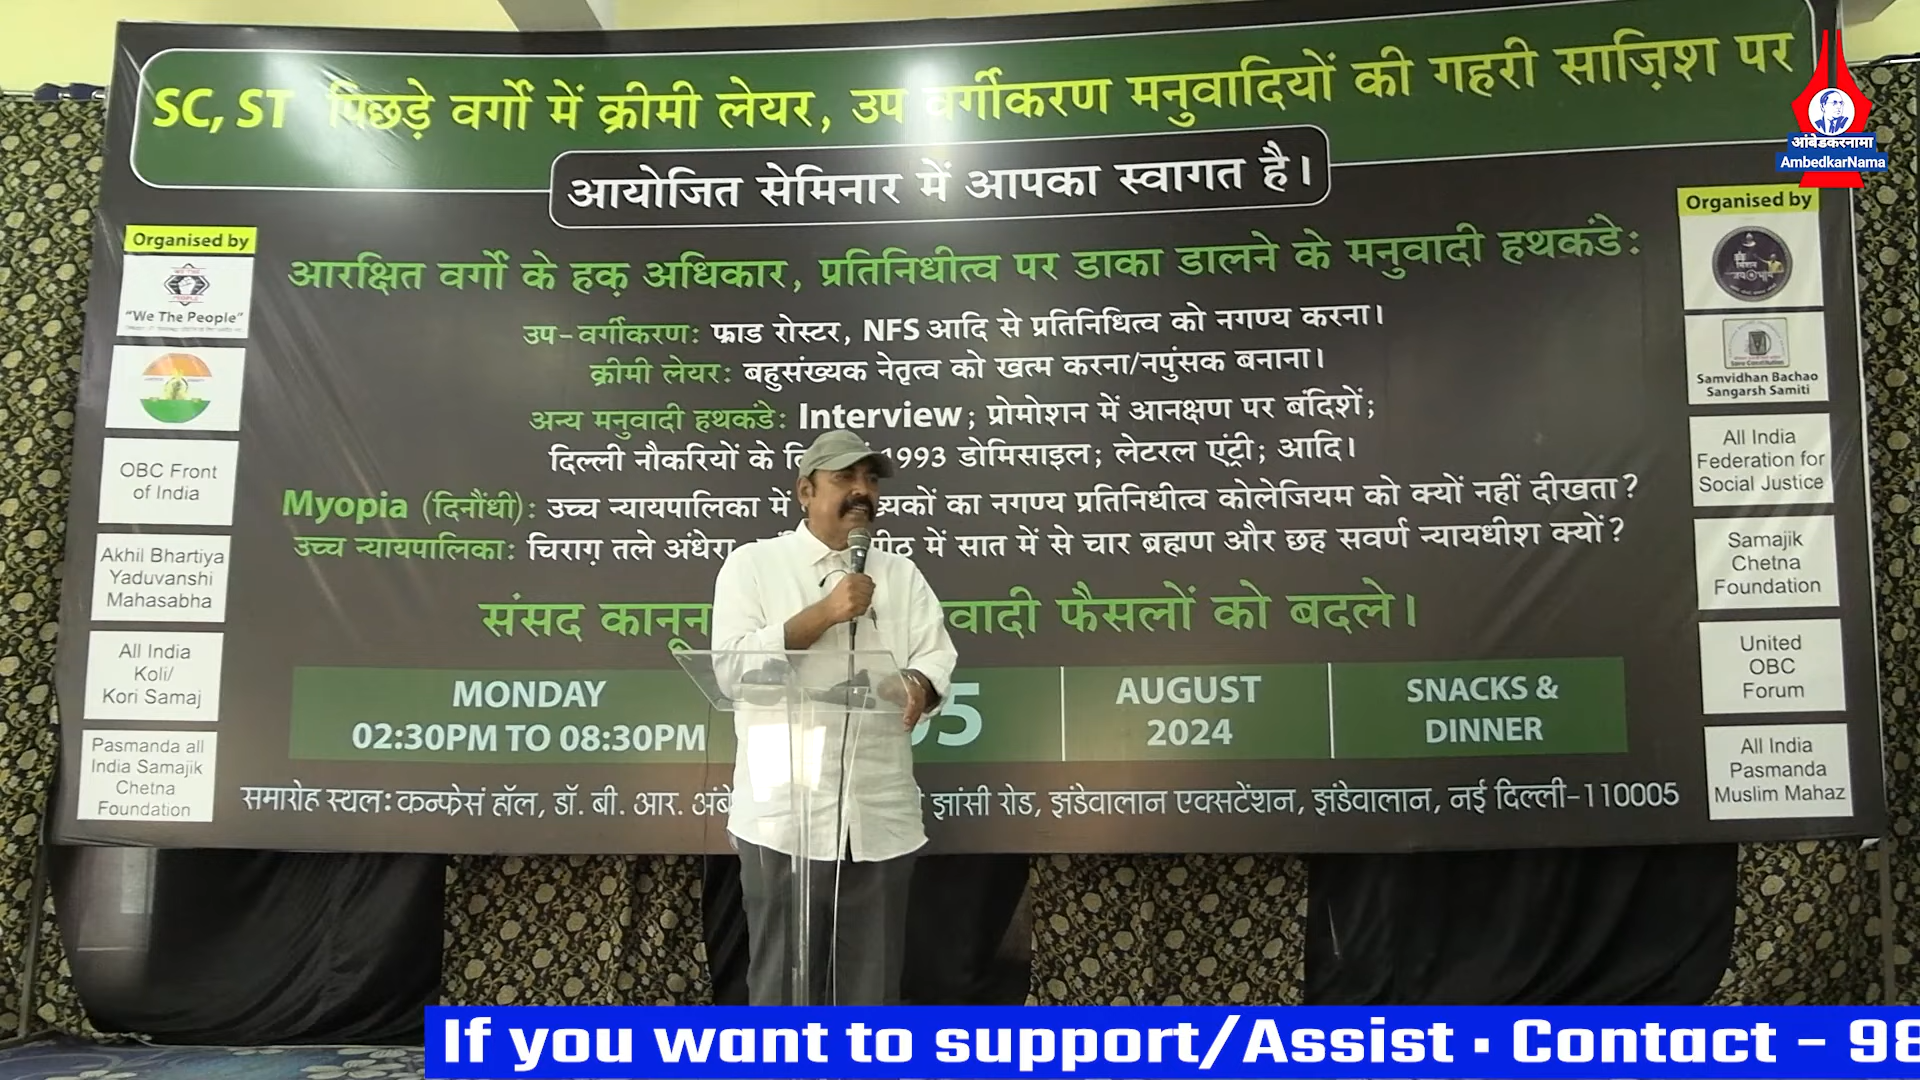 SC, ST पिछड़े वर्गो में क्रीमी लेयर, उप वर्गीकरण मनुवादियों की गहरी साज़िश पर
आयोजित सेमिनार में आपका स्वागत है।
आंबेडकरनामा
AmbedkarNama
Organised by
"We The People"
OBC Front
of India
Akhil Bhartiya
Yaduvanshi
Mahasabha
All India
Koli/
Kori Samaj
Pasmanda all
India Samajik
Chetna
Foundation
आरक्षित वर्गो के हक़ अधिकार, प्रतिनिधीत्व पर डाका डालने के मनुवादी हथकडे:
उप-वर्गीकरण: फ्राड रोस्टर, NFS आदि से प्रतिनिधित्व को नगण्य करना।
क्रीमी लेयर: बहुसंख्यक नेतृत्व को खत्म करना/नपुंसक बनाना।
अन्य मनुवादी हथकंडे: Interview; प्रोमोशन में आनक्षण पर बंदिशें;
दिल्ली नौकरियों के 1993 डोमिसाइल; लेटरल एंट्री; आदि।
Myopia (दिनौंधी): उच्च न्यायपालिका में का नगण्य प्रतिनिधीत्व कोलेजियम को क्यों नहीं दीखता?
उच्च न्यायपालिका: चिराग़ तले अंधेरा, में सात में से चार ब्रह्मण और छह सवर्ण न्यायधीश क्यों?
संसद कानून वादी फैसलों को बदले।
MONDAY
02:30PM TO 08:30PM
05
AUGUST
2024
SNACKS &
DINNER
समारोह स्थल: कन्फ्रेसं हॉल, डॉ. बी. आर. झांसी रोड, झंडेवालान एक्सटेंशन, झंडेवालान, नई दिल्ली-110005
Organised by
Save Constitution
Samvidhan Bachao
Sangarsh Samiti
All India
Federation for
Social Justice
Samajik
Chetna
Foundation
United
OBC
Forum
All India
Pasmanda
Muslim Mahaz
If you want to support/Assist · Contact - 98